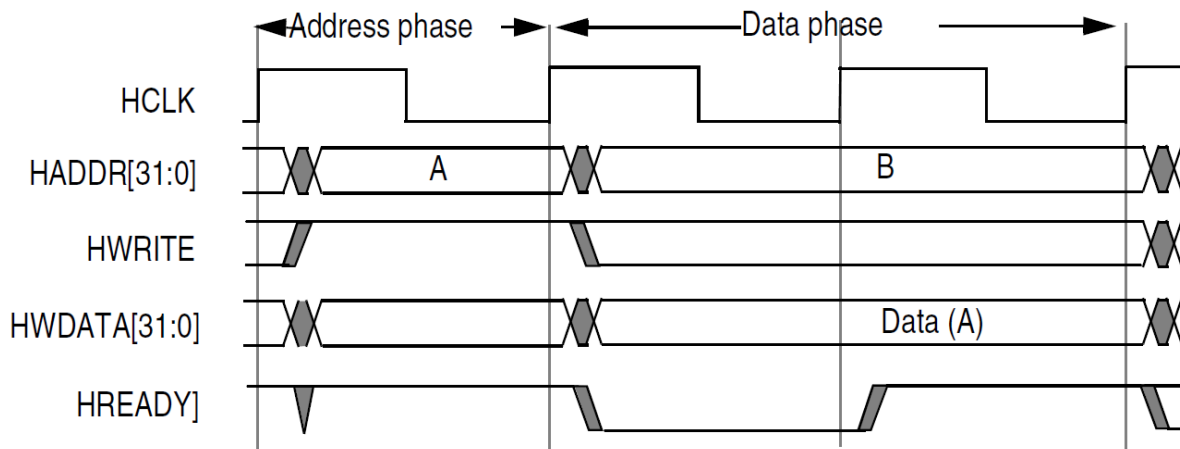 Address phase Data phase
HCLK
HADDR[31:0] A B
HWRITE
HWDATA[31:0] Data (A)
HREADY]